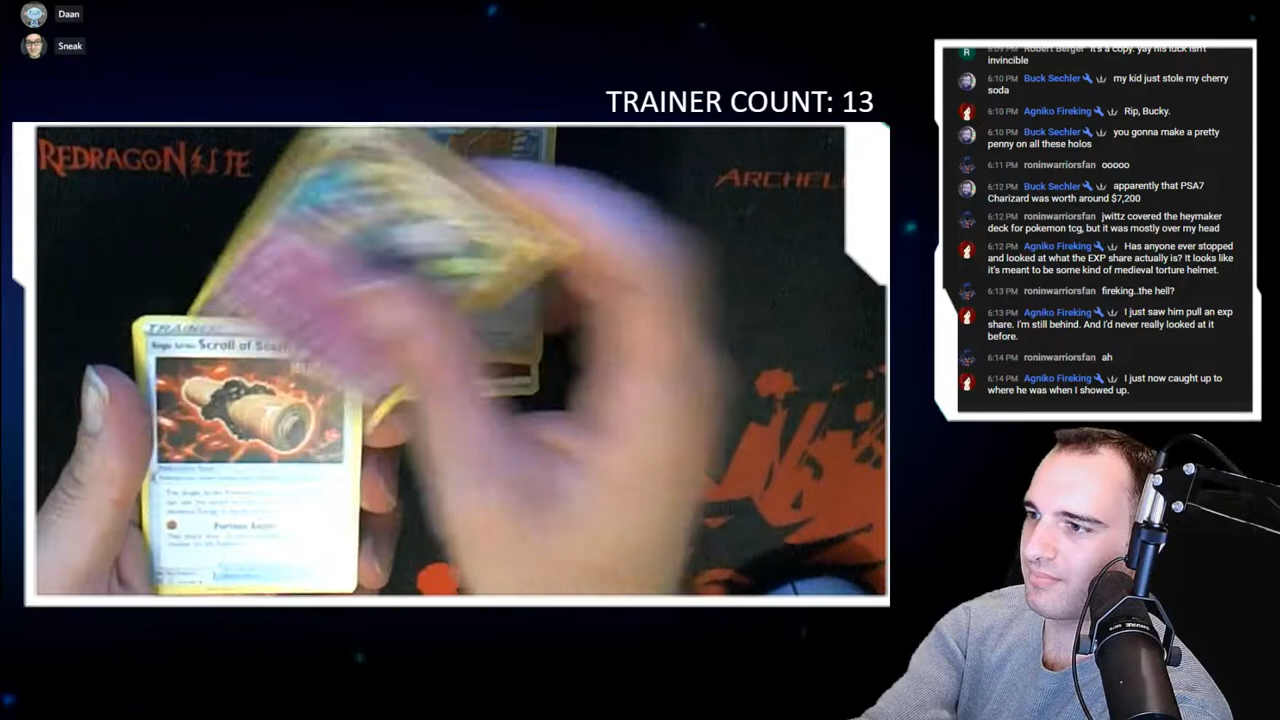 Daan
Sneak
TRAINER COUNT: 13
REDRAGON
ARCHE
TRAINER
Scroll of
6:09 PM Robert Berger it's a copy. yay his luck isn't
invincible
6:10 PM Buck Sechler my kid just stole my cherry
soda
6:10 PM Agniko Fireking Rip, Bucky.
6:10 PM Buck Sechler you gonna make a pretty
penny on all these holos
6:11 PM roninwarriorsfan ooooo
6:12 PM Buck Sechler apparently that PSA7
Charizard was worth around $7,200
6:12 PM roninwarriorsfan jwittz covered the heymaker
deck for pokemon tcg, but it was mostly over my head
6:12 PM Agniko Fireking Has anyone ever stopped
and looked at what the EXP share actually is? It looks like
it's meant to be some kind of medieval torture helmet.
6:13 PM roninwarriorsfan fireking..the hell?
6:13 PM Agniko Fireking I just saw him pull an exp
share. I'm still behind. And I'd never really looked at it
before.
6:14 PM roninwarriorsfan ah
6:14 PM Agniko Fireking I just now caught up to
where he was when I showed up.
R
SHURE